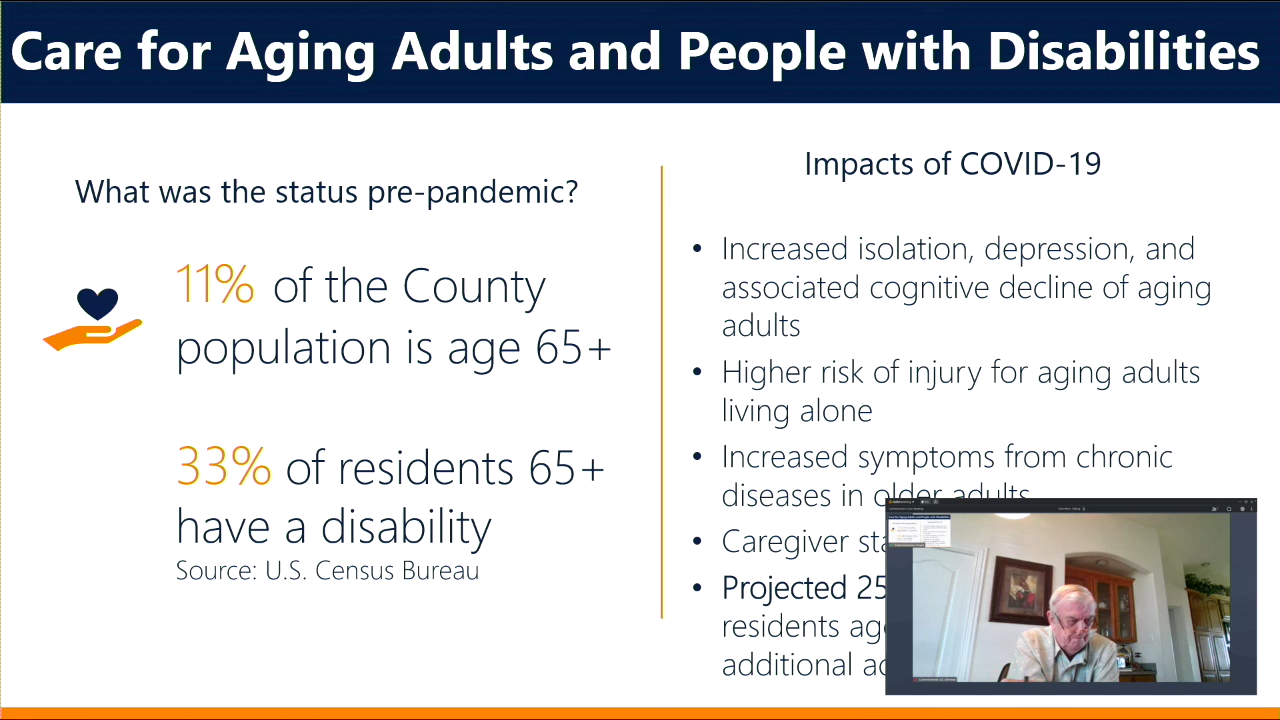 Care for Aging Adults and People with Disabilities
What was the status pre-pandemic?
11% of the County
population is age 65+
33% of residents 65+
have a disability
Source: U.S. Census Bureau
Impacts of COVID-19
• Increased isolation, depression, and
associated cognitive decline of aging
adults
• Higher risk of injury for aging adults
living alone
• Increased symptoms from chronic
diseases in older adults
• Caregiver
• Projected 25
residents
additional